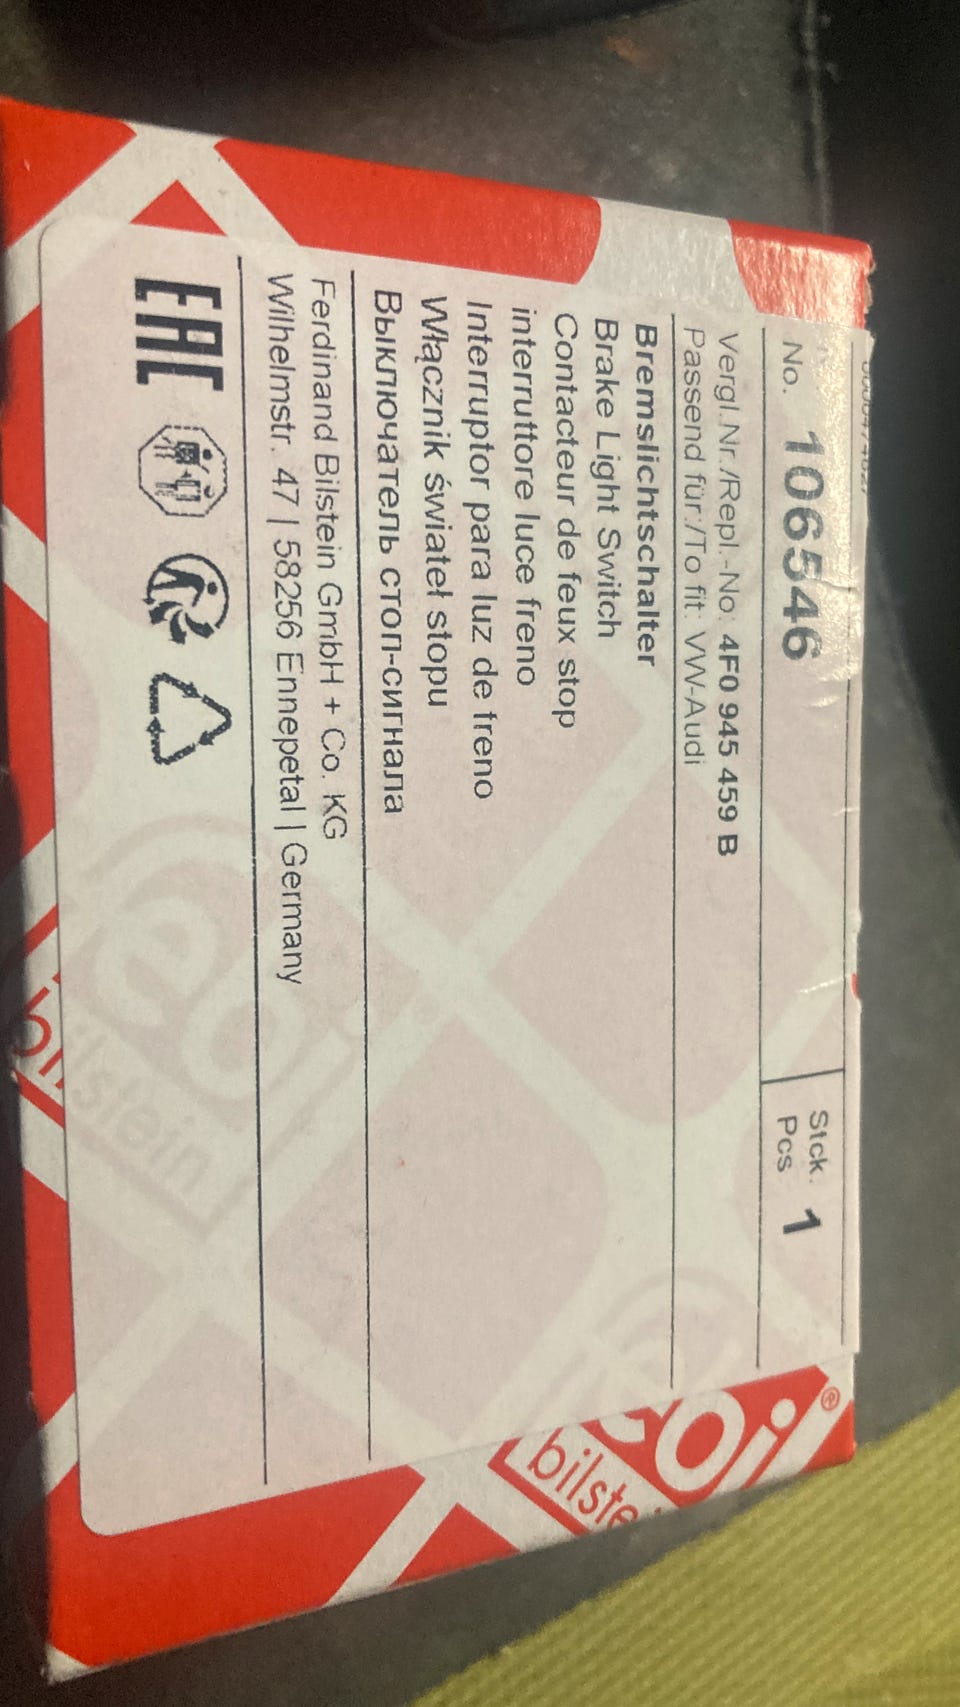 No. 106546
Stck.
Pcs. 1
Vergl.Nr./Repl.-No: 4F0 945 459 B
Passend für:/To fit: VW-Audi
Bremslichtschalter
Brake Light Switch
Contacteur de feux stop
interruttore luce freno
Interruptor para luz de freno
Włącznik świateł stopu
Выключатель стоп-сигнала
Ferdinand Bilstein GmbH + Co. KG
Wilhelmstr. 47 | 58256 Ennepetal | Germany
EAC
febi®
bilstein